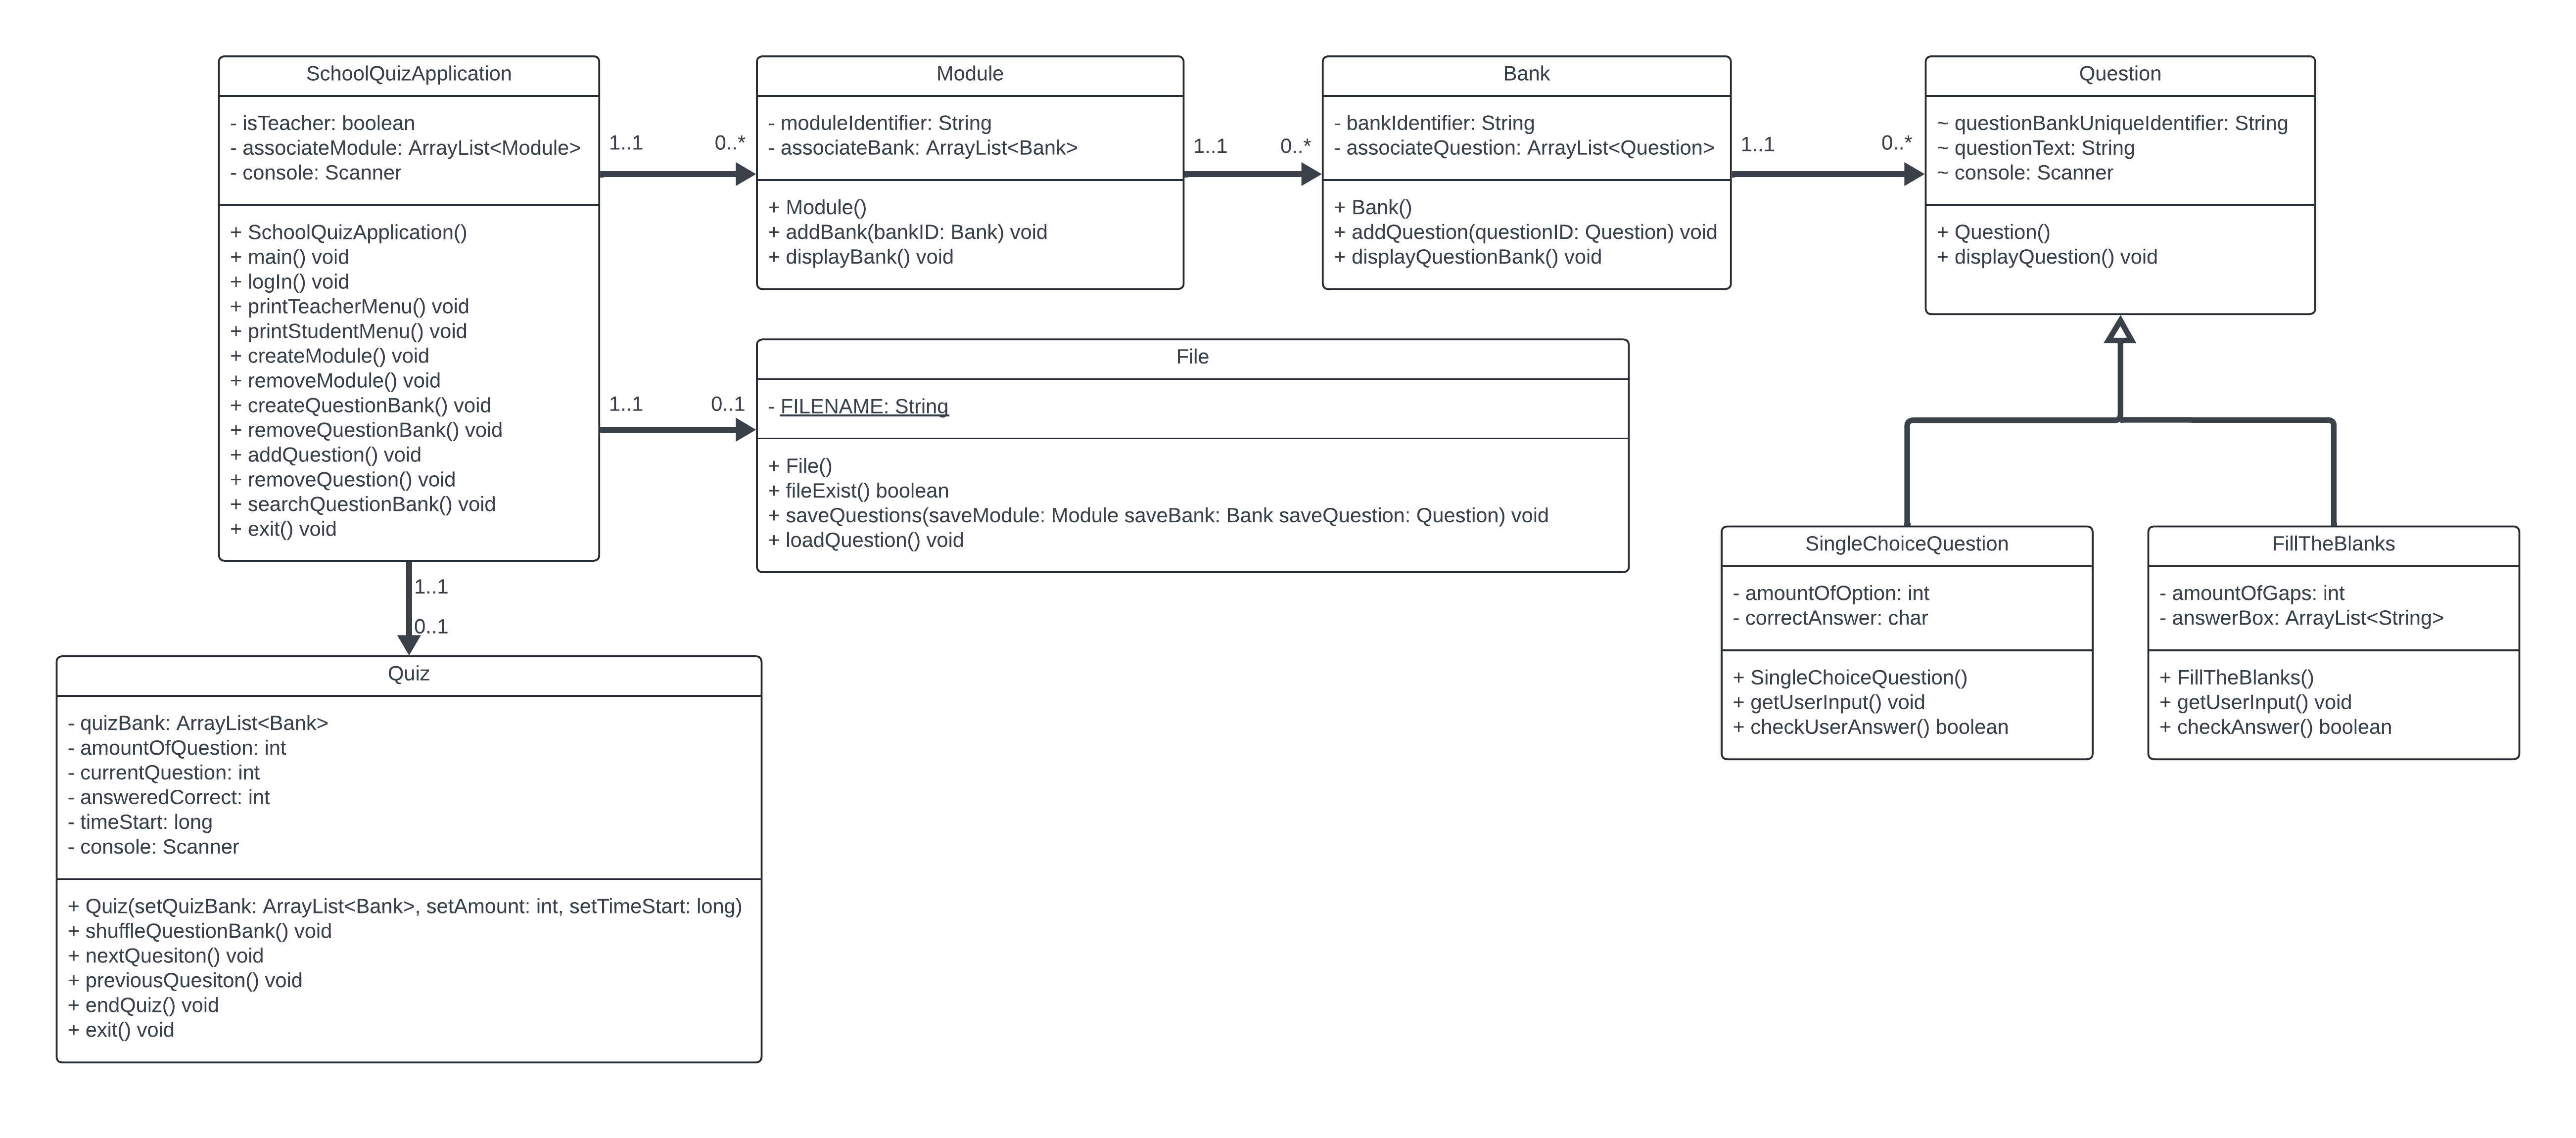 SchoolQuizApplication
- isTeacher: boolean
- associateModule: ArrayList<Module>
- console: Scanner
+ SchoolQuizApplication()
+ main() void
+ logIn() void
+ printTeacherMenu() void
+ printStudentMenu() void
+ createModule() void
+ removeModule() void
+ createQuestionBank() void
+ removeQuestionBank() void
+ addQuestion() void
+ removeQuestion() void
+ searchQuestionBank() void
+ exit() void
1..1
0..*
Module
- moduleIdentifier: String
- associateBank: ArrayList<Bank>
+ Module()
+ addBank(bankID: Bank) void
+ displayBank() void
1..1
0..*
Bank
- bankIdentifier: String
- associateQuestion: ArrayList<Question>
+ Bank()
+ addQuestion(questionID: Question) void
+ displayQuestionBank() void
1..1
0..*
Question
~ questionBankUniqueIdentifier: String
~ questionText: String
~ console: Scanner
+ Question()
+ displayQuestion() void
1..1
0..1
File
- FILENAME: String
+ File()
+ fileExist() boolean
+ saveQuestions(saveModule: Module saveBank: Bank saveQuestion: Question) void
+ loadQuestion() void
SingleChoiceQuestion
- amountOfOption: int
- correctAnswer: char
+ SingleChoiceQuestion()
+ getUserInput() void
+ checkUserAnswer() boolean
FillTheBlanks
- amountOfGaps: int
- answerBox: ArrayList<String>
+ FillTheBlanks()
+ getUserInput() void
+ checkAnswer() boolean
1..1
0..1
Quiz
- quizBank: ArrayList<Bank>
- amountOfQuestion: int
- currentQuestion: int
- answeredCorrect: int
- timeStart: long
- console: Scanner
+ Quiz(setQuizBank: ArrayList<Bank>, setAmount: int, setTimeStart: long)
+ shuffleQuestionBank() void
+ nextQuesiton() void
+ previousQuesiton() void
+ endQuiz() void
+ exit() void